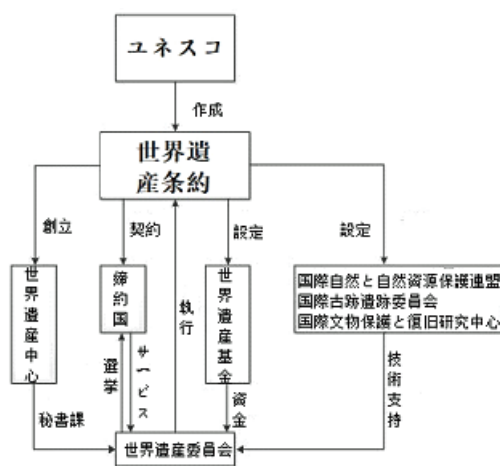 ユネスコ
作成
世界遺
産条約
創立
契約
設定
設定
世界遺産中心
締約国
執行
世界遺産基金
国際自然と自然資源保護連盟
国際古跡遺跡委員会
国際文物保護と復旧研究中心
選挙
サービス
資金
技術支持
秘書課
世界遺産委員会